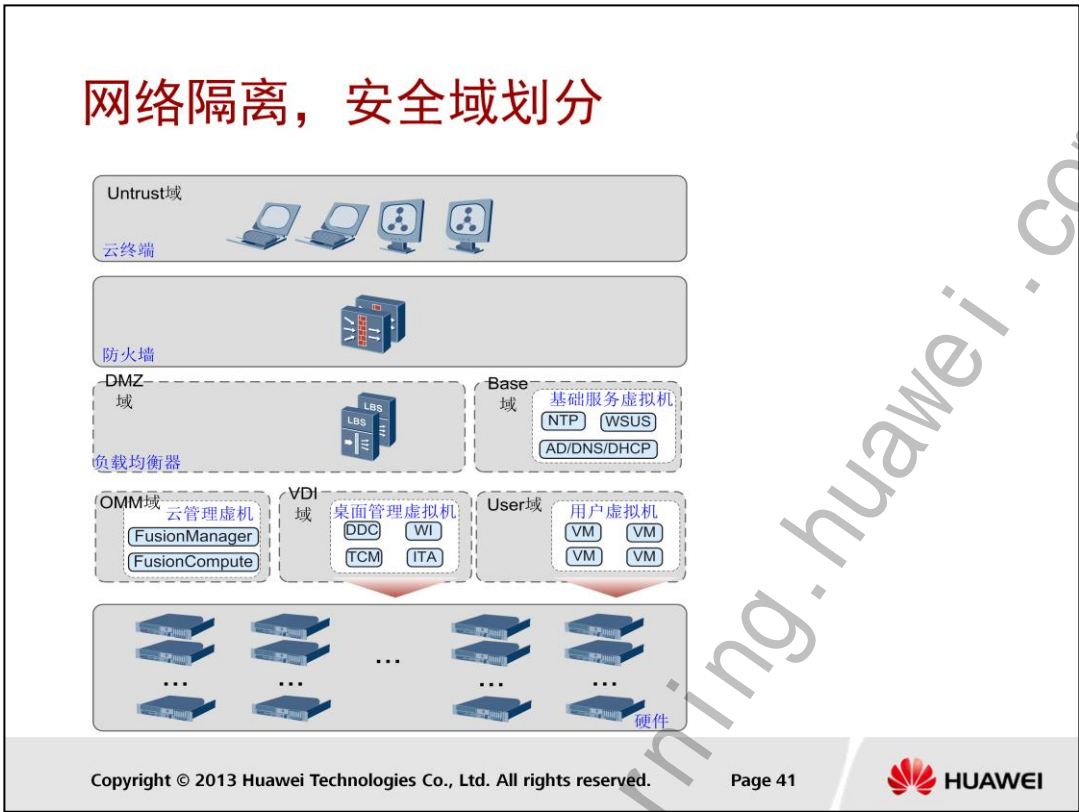 网络隔离，安全域划分
Untrust域
云终端
防火墙
DMZ
域
LBS
LBS
负载均衡器
Base
域
基础服务虚拟机
NTP
WSUS
AD/DNS/DHCP
OMM域
云管理虚机
FusionManager
FusionCompute
VDI
域
桌面管理虚拟机
DDC
WI
TCM
ITA
User域
用户虚拟机
VM
VM
VM
VM
...
...
...
...
...
硬件
Copyright © 2013 Huawei Technologies Co., Ltd. All rights reserved.
Page 41
HUAWEI
rning.huawei.co